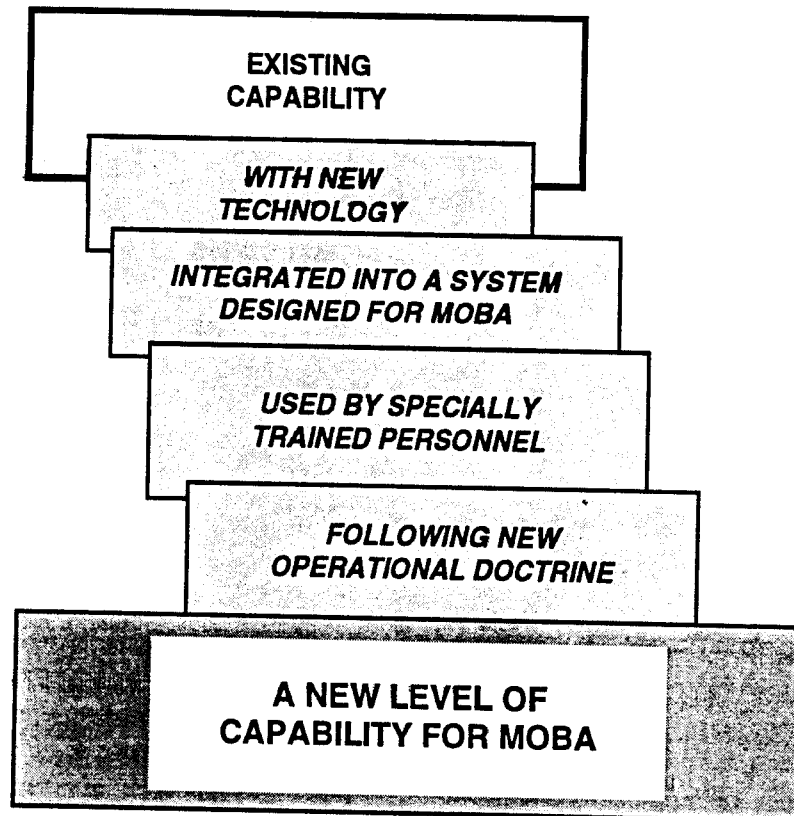 EXISTING
CAPABILITY
WITH NEW
TECHNOLOGY
INTEGRATED INTO A SYSTEM
DESIGNED FOR MOBA
USED BY SPECIALLY
TRAINED PERSONNEL
FOLLOWING NEW
OPERATIONAL DOCTRINE
A NEW LEVEL OF
CAPABILITY FOR MOBA